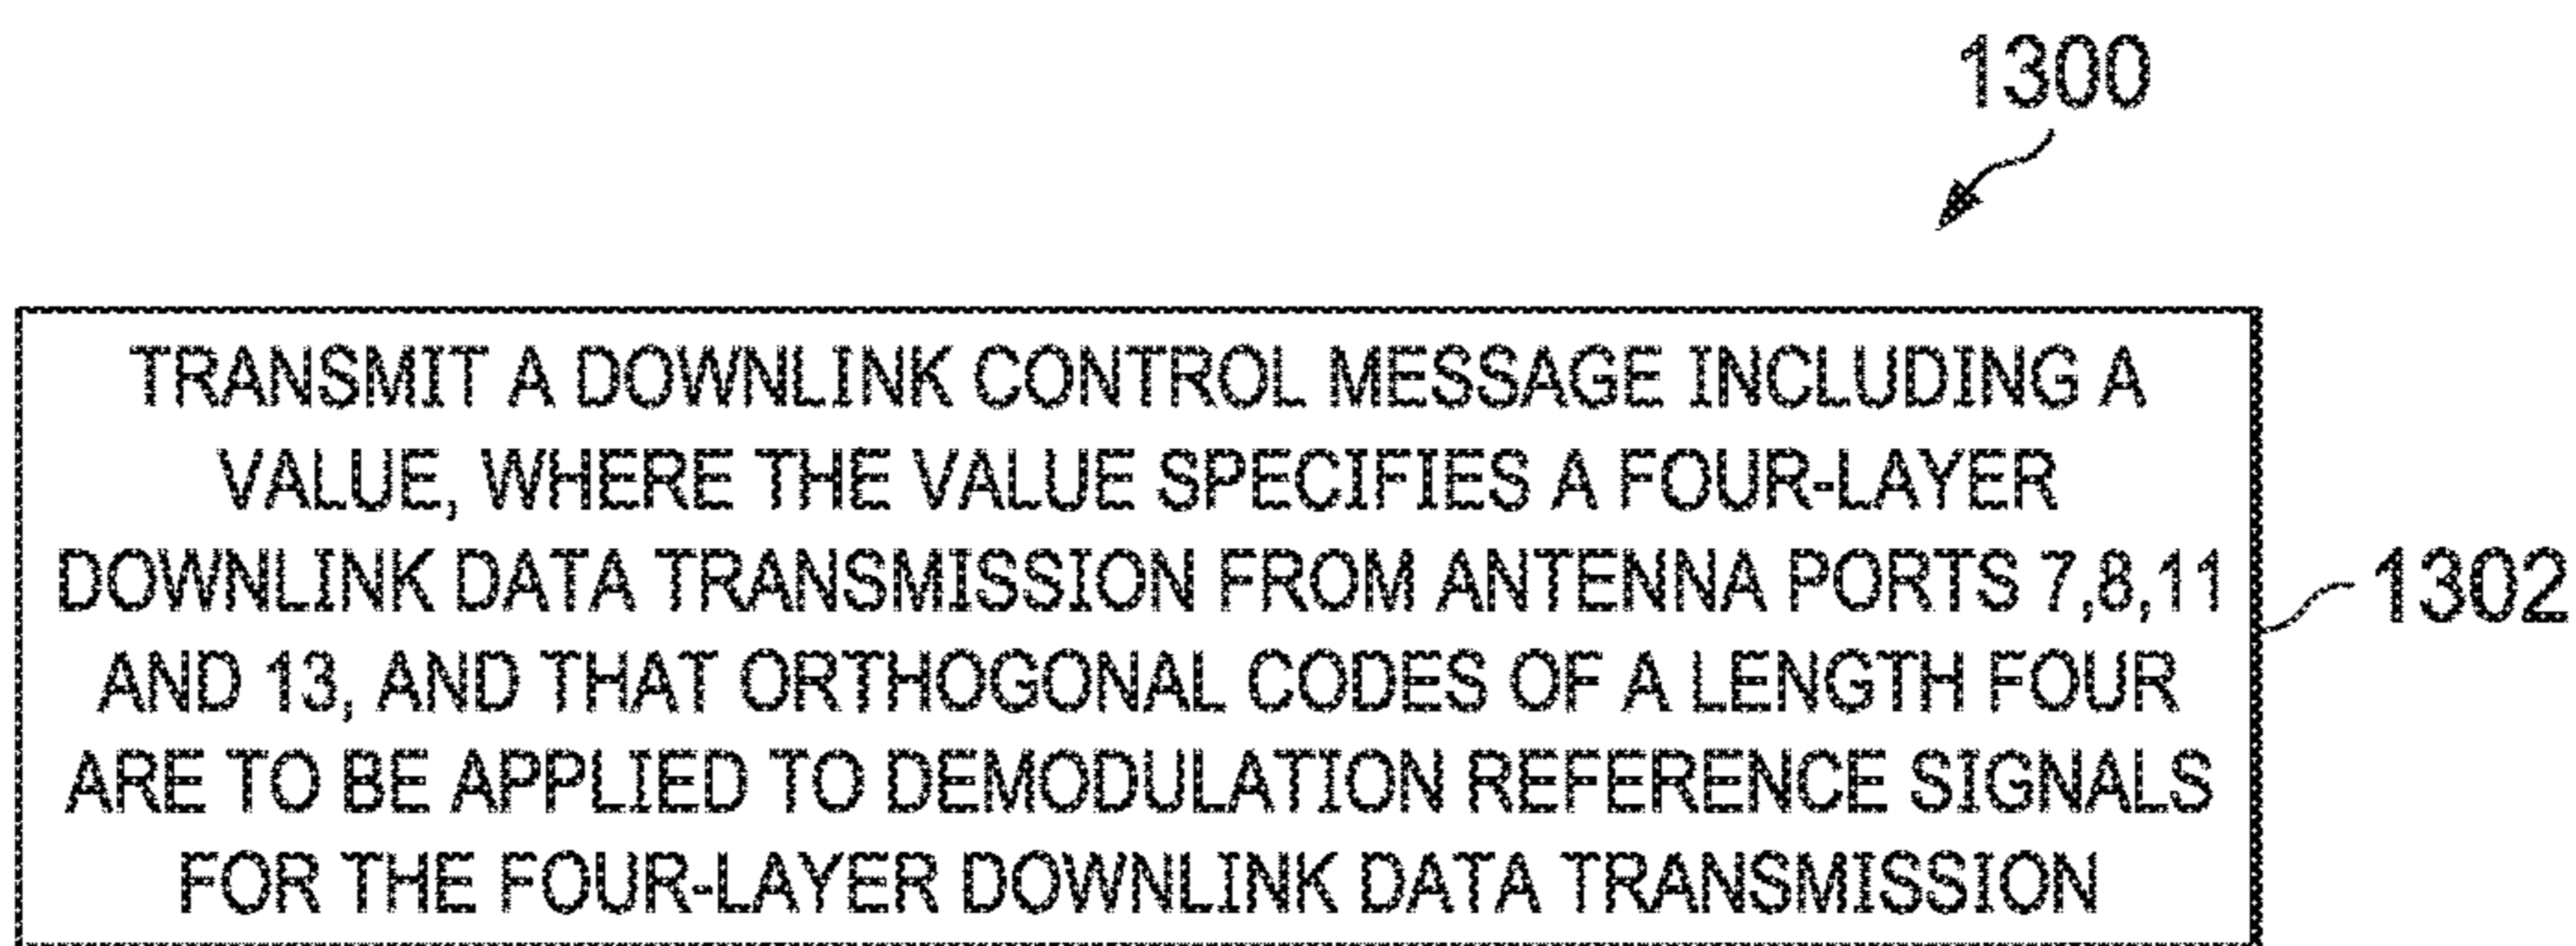 1300
TRANSMIT A DOWNLINK CONTROL MESSAGE INCLUDING A
VALUE, WHERE THE VALUE SPECIFIES A FOUR-LAYER
DOWNLINK DATA TRANSMISSION FROM ANTENNA PORTS 7,8,11
AND 13, AND THAT ORTHOGONAL CODES OF A LENGTH FOUR
ARE TO BE APPLIED TO DEMODULATION REFERENCE SIGNALS
FOR THE FOUR-LAYER DOWNLINK DATA TRANSMISSION
1302